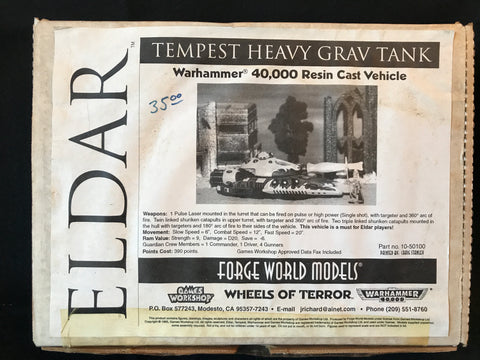 ELDAR™
TEMPEST HEAVY GRAV TANK
Warhammer® 40,000 Resin Cast Vehicle
35.00
Weapons: 1 Pulse Laser mounted in the turret that can be fired on pulse or high power (Single shot), with targeter and 360° arc of
fire. Twin linked shuriken catapults in upper turret, with targeter and 360° arc of fire. Two triple linked shuriken catapults mounted
in the hull with targeters and 180° arc of fire to their sides of the vehicle. This vehicle is a must for Eldar players!
Movement: Slow Speed = 6", Combat Speed = 12", Fast Speed = 20"
Ram Value: Strength = 9, Damage = D20, Save = -6
Guardian Crew Members = 1 Commander, 1 Driver, 4 Gunners
Points Cost: 390 points.
Games Workshop Approved Data Fax Included
Part no. 10-50100
FORGE WORLD MODELS
GAMES WORKSHOP
WHEELS OF TERROR
WARHAMMER 40,000
P.O. Box 577243, Modesto, CA 95357-7243 • E-mail jrichard@ainet.com • Phone (209) 551-8760